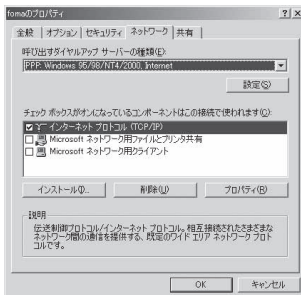 fomaのプロパティ
全般 オプション セキュリティ ネットワーク 共有
呼び出すダイヤルアップ サーバーの種類(E):
PPP: Windows 95/98/NT4/2000, Internet
設定(S)
チェック ボックスがオンになっているコンポーネントはこの接続で使われます(O):
インターネット プロトコル (TCP/IP)
Microsoft ネットワーク用ファイルとプリンタ共有
Microsoft ネットワーク用クライアント
インストール(I)... 削除(U) プロパティ(R)
説明
伝送制御プロトコル/インターネット プロトコル。相互接続されたさまざまな
ネットワーク間の通信を提供する、既定のワイド エリア ネットワーク プロト
コルです。
OK キャンセル